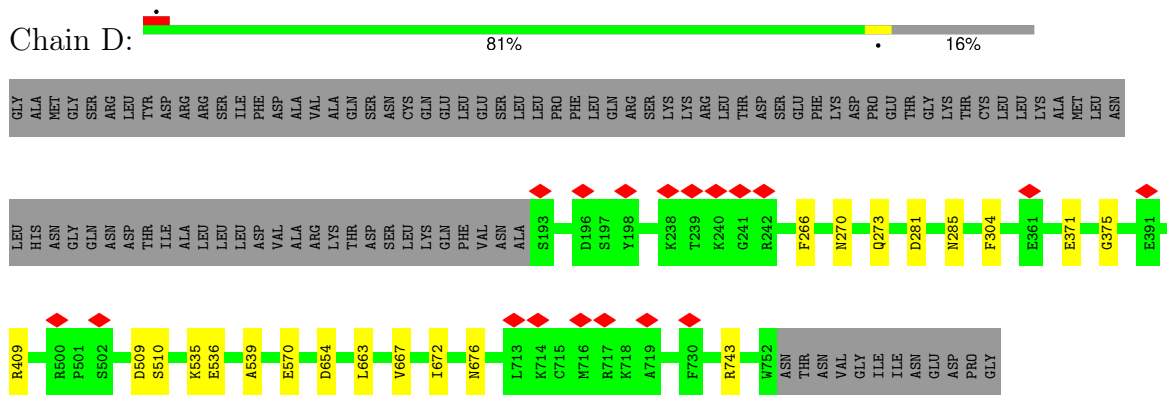 Chain D:
81% 16%
GLY ALA MET GLY SER ARG LEU TYR ASP ARG ARG SER ILE PHE ASP ALA VAL ALA GLN SER ASN CYS GLN GLU LEU GLU SER LEU LEU PRO PHE LEU GLN ARG SER LYS LYS ARG LEU THR ASP SER GLU PHE LYS ASP PRO GLU THR GLY LYS THR CYS LEU LEU LYS ALA MET LEU ASN
LEU HIS ASN GLY GLN ASN ASP THR ILE ALA LEU LEU LEU ASP VAL ALA ARG LYS THR ASP SER LEU LYS GLN PHE VAL ASN ALA S193 D196 S197 Y198 K238 T239 K240 G241 R242 F266 N270 Q273 D281 N285 F304 E361 E371 G375 E391
R409 R500 P501 S502 D509 S510 K535 E536 A539 E570 D654 L663 V667 I672 N676 L713 K714 C715 M716 R717 K718 A719 F730 R743 W752 ASN THR ASN VAL GLY ILE ILE ASN GLU ASP PRO GLY